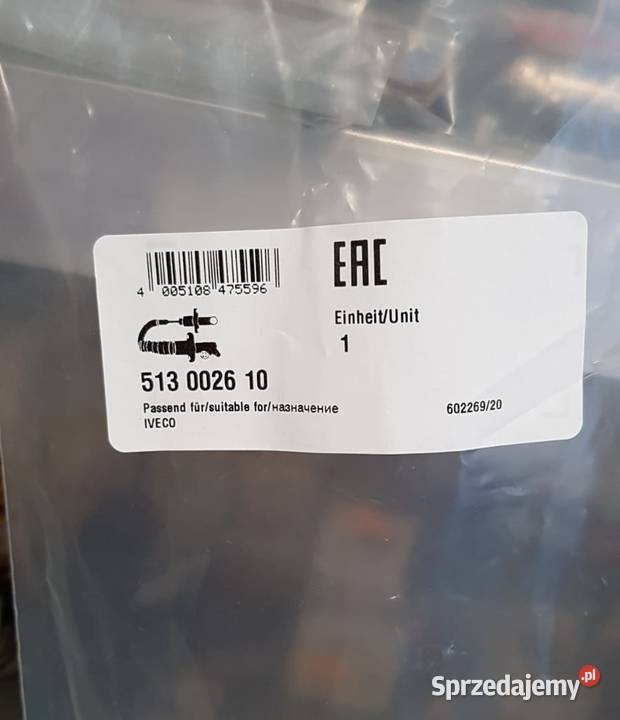 4 005108 475596
EAC
Einheit/Unit
1
513 0026 10
Passend für/suitable for/назначение
IVECO
602269/20
Sprzedajemy.pl